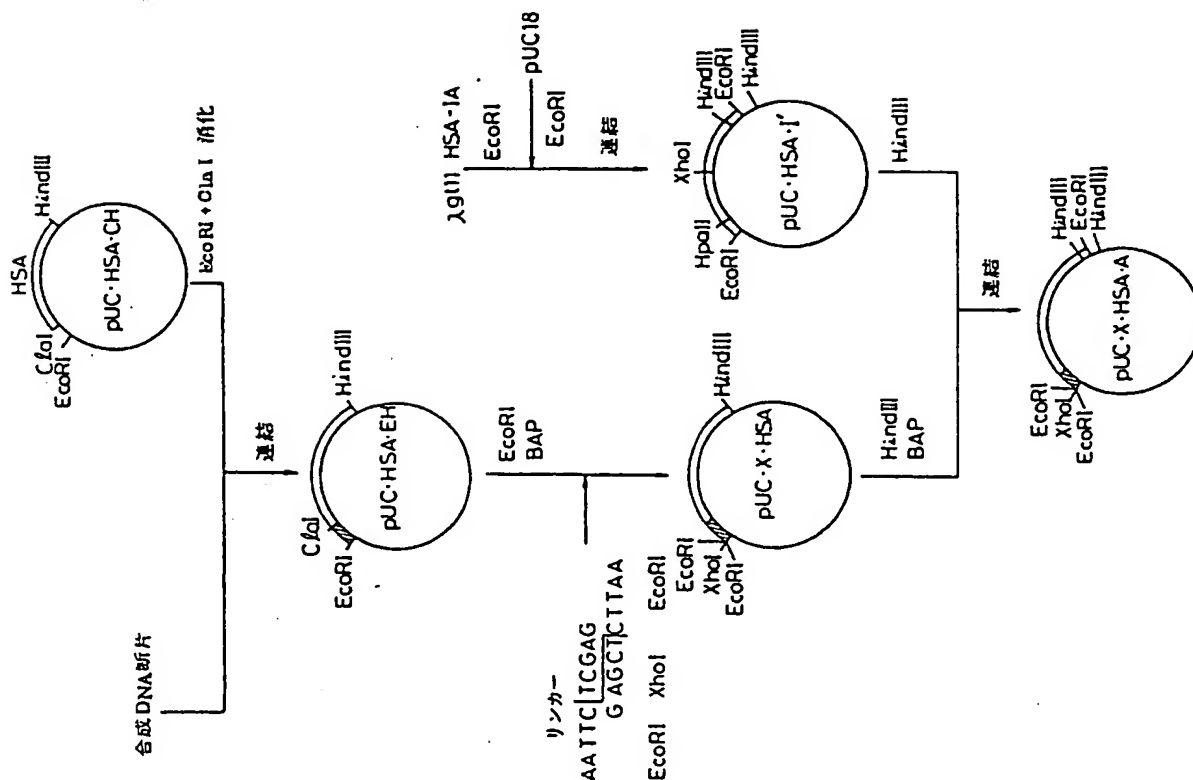 合成DNA断片
HSA
ClaI
EcoRI
HindIII
pUC·HSA·CH
EcoRI + ClaI 消化
連結
ClaI
EcoRI
HindIII
pUC·HSA·EH
EcoRI
BAP
リンカー
AATTCTCGAG
GAGCTCTTAA
EcoRI XhoI EcoRI
EcoRI
XhoI
EcoRI
HindIII
pUC·X·HSA
HindIII
BAP
λgt11 HSA-IA
EcoRI
pUC18
EcoRI
連結
XhoI
HpaII
EcoRI
HindIII
EcoRI
HindIII
pUC·HSA·I'
HindIII
連結
EcoRI
XhoI
EcoRI
HindIII
EcoRI
HindIII
pUC·X·HSA·A